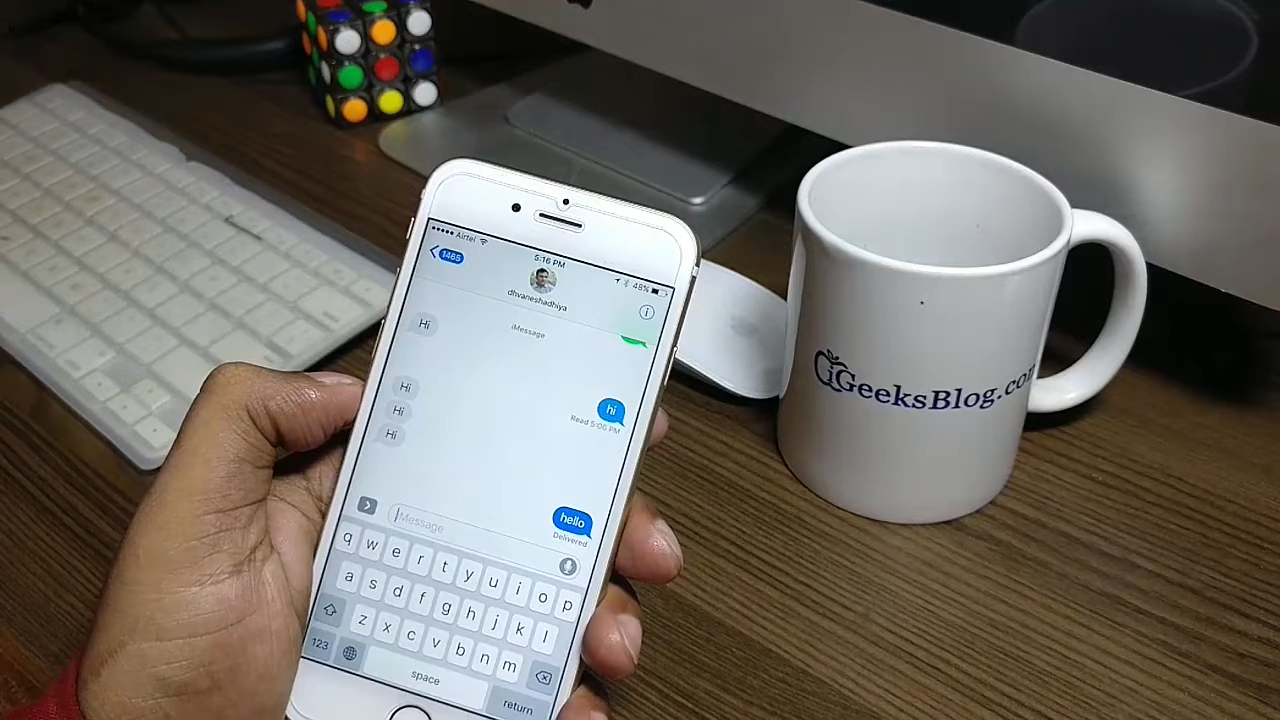 Airtel
5:16 PM
48%
1465
dhvaneshadhiya
iMessage
Hi
Hi
hi
Read 5:06 PM
Hi
Hi
hello
Delivered
iMessage
q w e r t y u i o p
a s d f g h j k l
z x c v b n m
123
space
return
iGeeksBlog.com